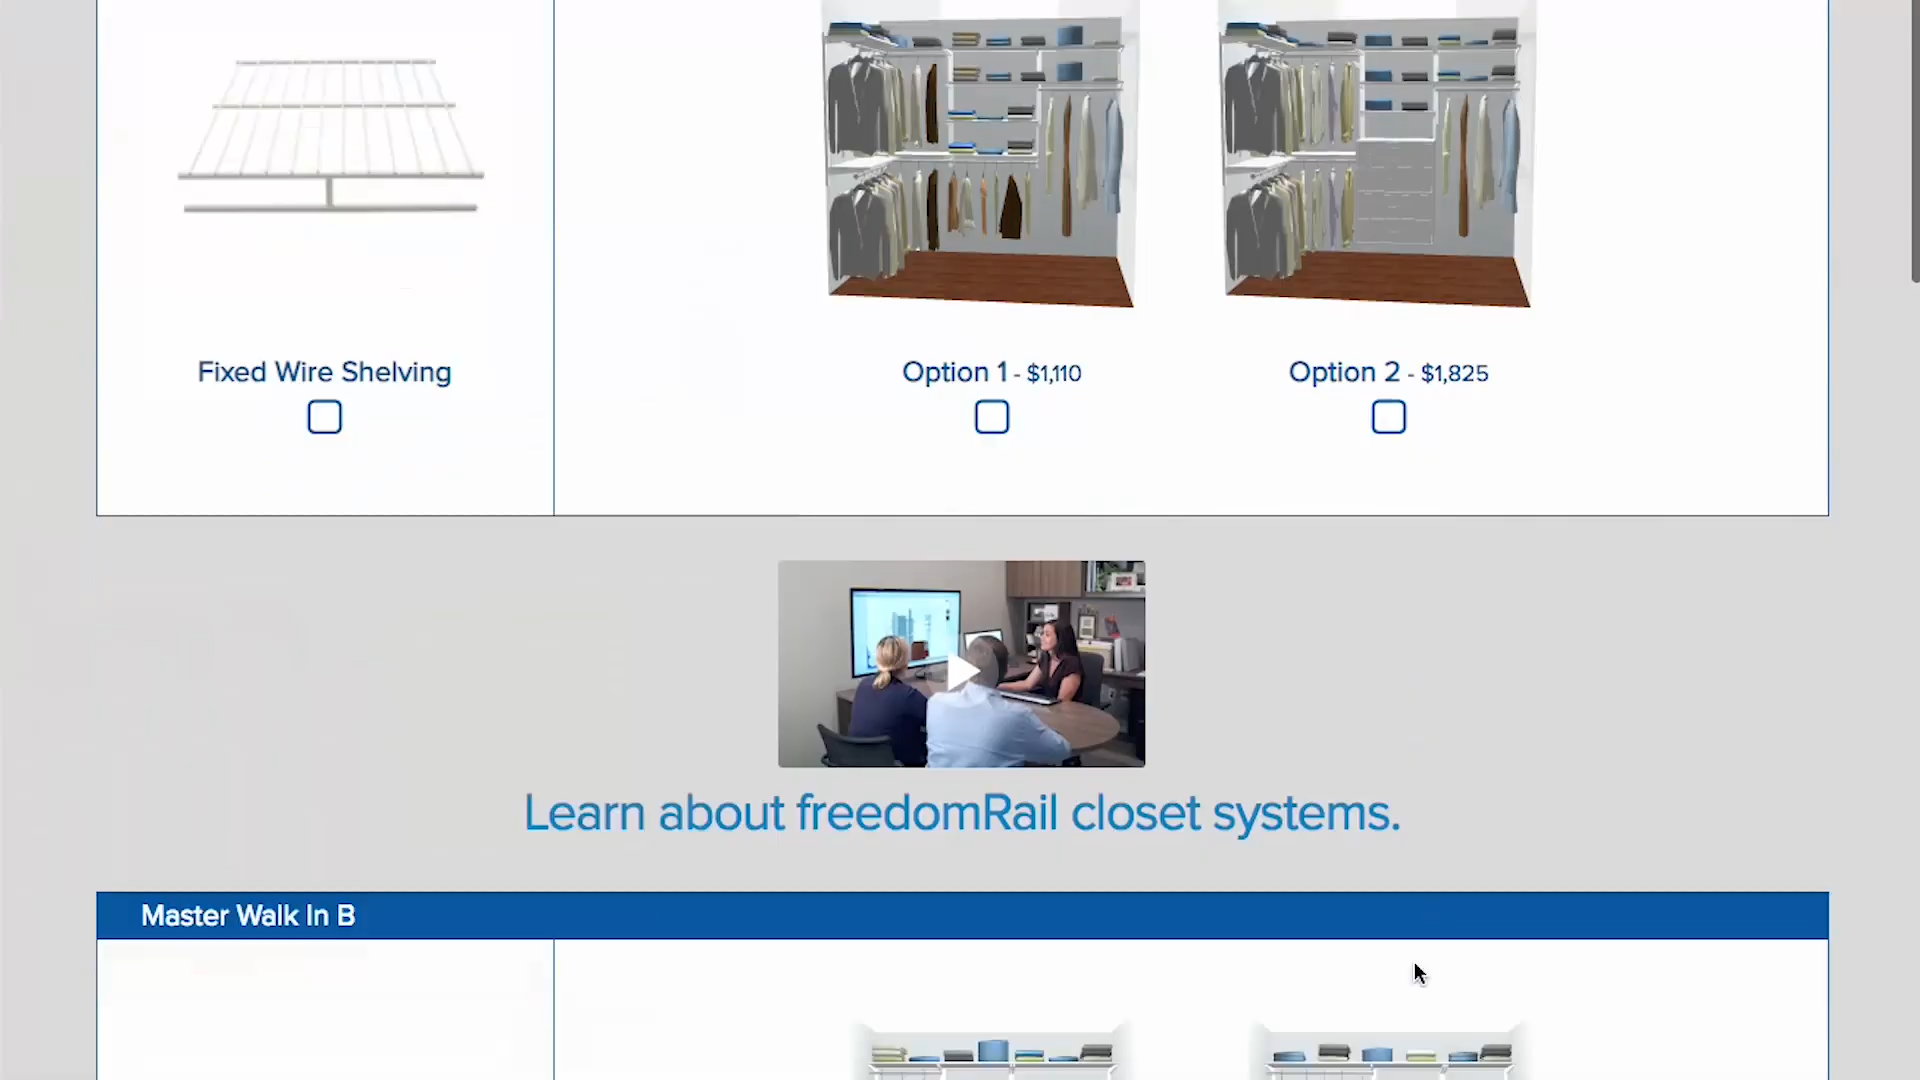 Fixed Wire Shelving
Option 1 - $1,110
Option 2 - $1,825
Learn about freedomRail closet systems.
Master Walk In B